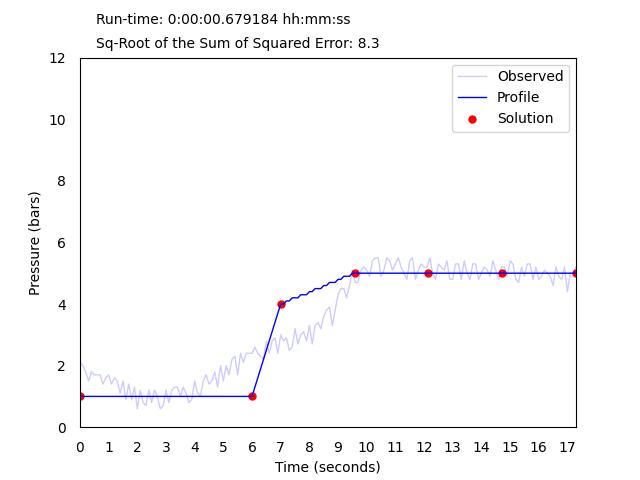 Run-time: 0:00:00.679184 hh:mm:ss
Sq-Root of the Sum of Squared Error: 8.3
12
10
8
6
4
2
0
Pressure (bars)
Observed
Profile
Solution
0 1 2 3 4 5 6 7 8 9 10 11 12 13 14 15 16 17
Time (seconds)